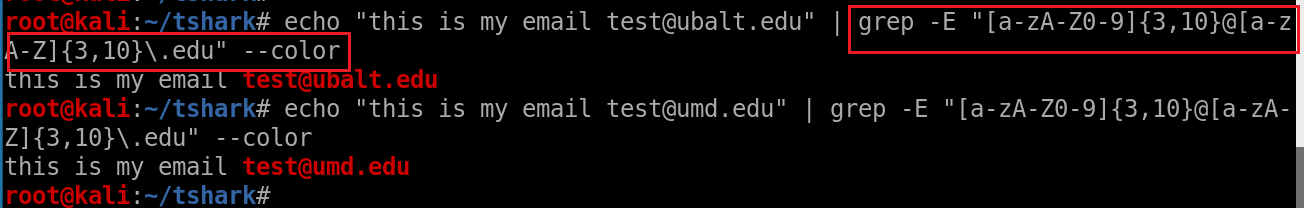 root@kali:~/tshark# echo "this is my email test@ubalt.edu" | grep -E "[a-zA-Z0-9]{3,10}@[a-z
A-Z]{3,10}\.edu" --color
this is my email test@ubalt.edu
root@kali:~/tshark# echo "this is my email test@umd.edu" | grep -E "[a-zA-Z0-9]{3,10}@[a-zA-
Z]{3,10}\.edu" --color
this is my email test@umd.edu
root@kali:~/tshark#